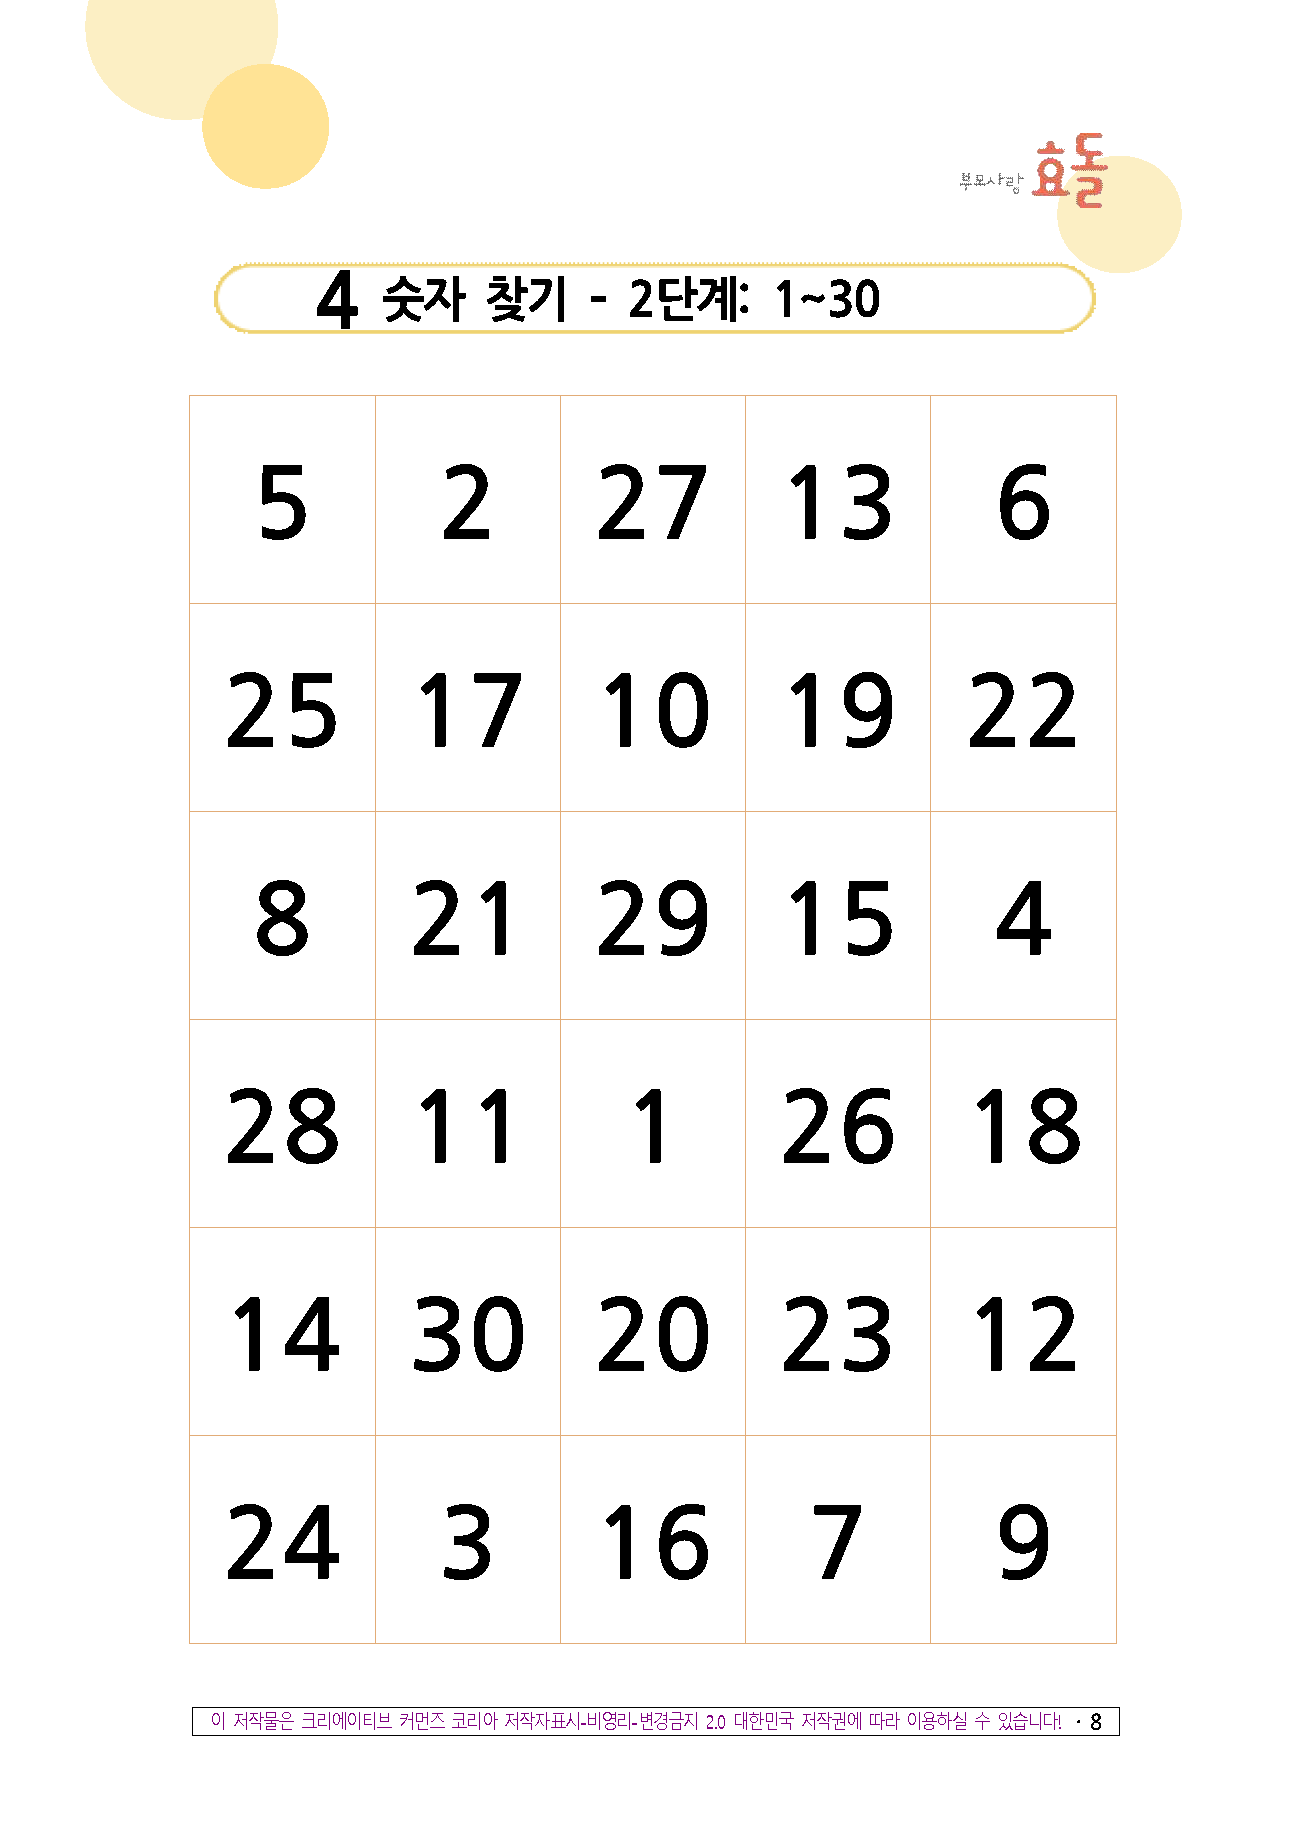 부모사랑 효돌
4 숫자 찾기 - 2단계: 1~30
5 2 27 13 6
25 17 10 19 22
8 21 29 15 4
28 11 1 26 18
14 30 20 23 12
24 3 16 7 9
이 저작물은 크리에이티브 커먼즈 코리아 저작자표시-비영리-변경금지 2.0 대한민국 저작권에 따라 이용하실 수 있습니다! · 8